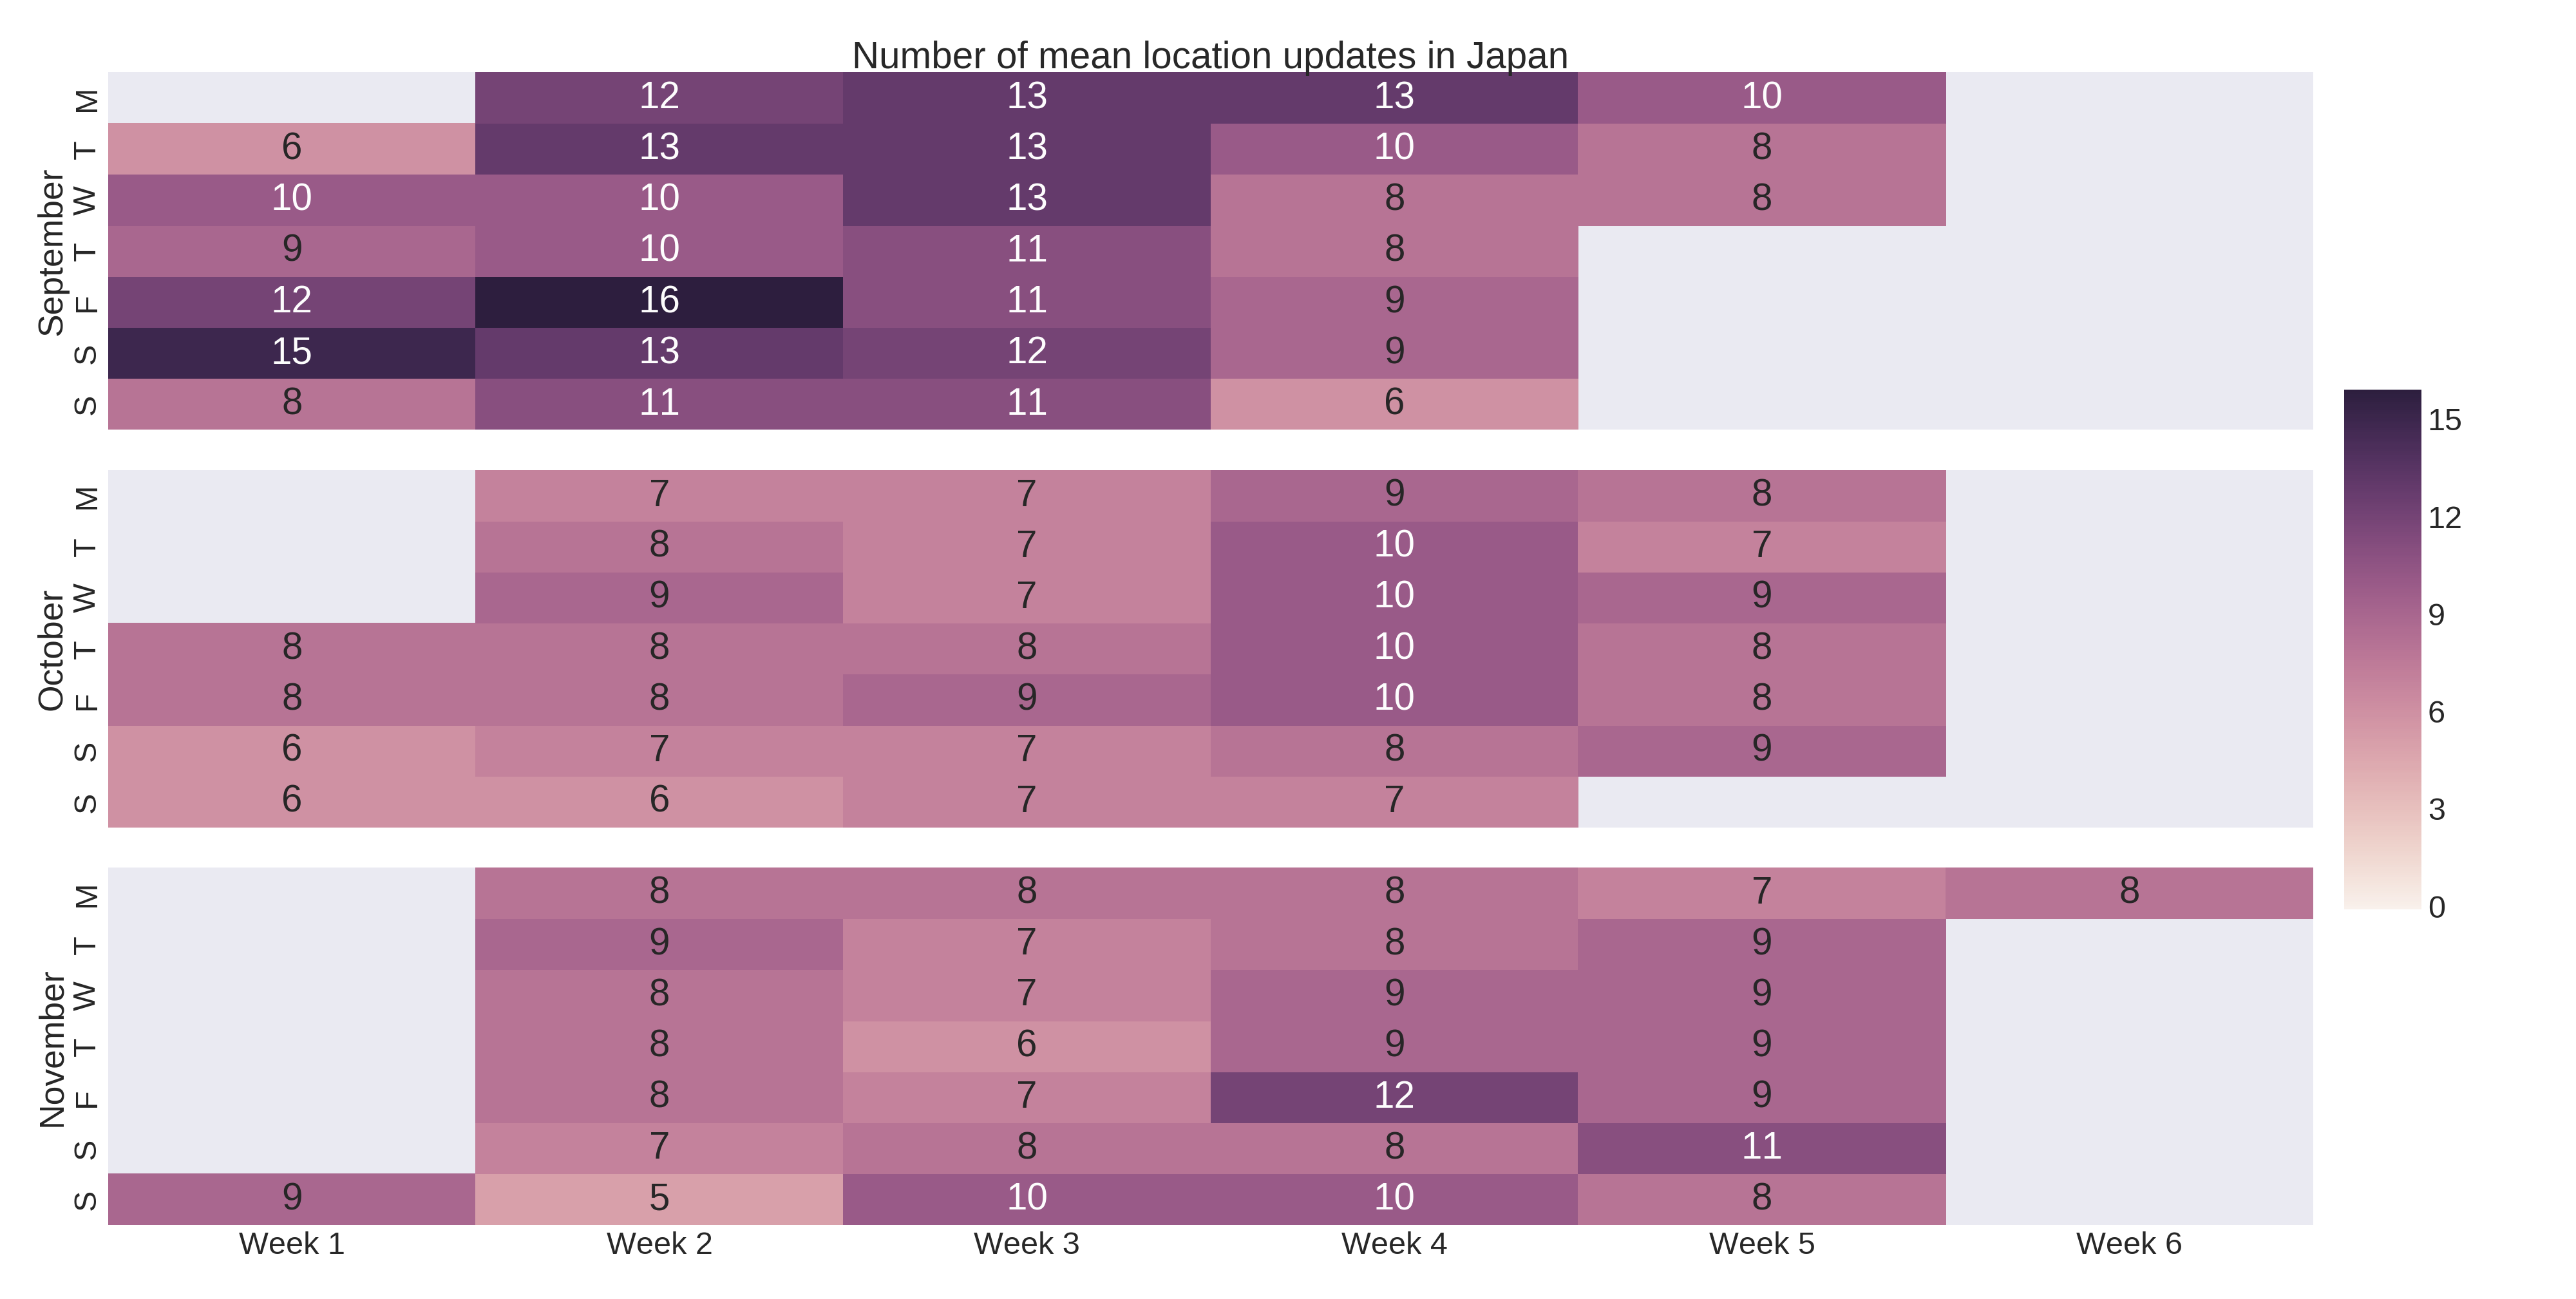 Number of mean location updates in Japan
September
M 12 13 13 10
T 6 13 13 10 8
W 10 10 13 8 8
T 9 10 11 8
F 12 16 11 9
S 15 13 12 9
S 8 11 11 6
October
M 7 7 9 8
T 8 7 10 7
W 9 7 10 9
T 8 8 8 10 8
F 8 8 9 10 8
S 6 7 7 8 9
S 6 6 7 7
November
M 8 8 8 7 8
T 9 7 8 9
W 8 7 9 9
T 8 6 9 9
F 8 7 12 9
S 7 8 8 11
S 9 5 10 10 8
Week 1 Week 2 Week 3 Week 4 Week 5 Week 6
15
12
9
6
3
0